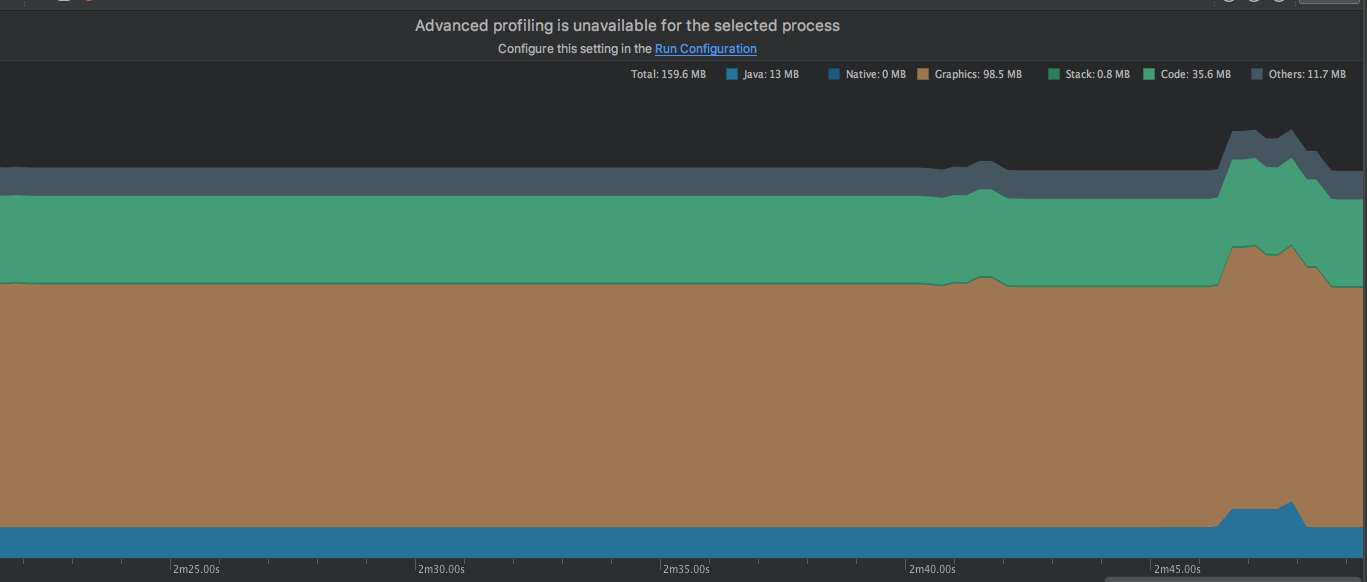 Advanced profiling is unavailable for the selected process
Configure this setting in the Run Configuration
Total: 159.6 MB Java: 13 MB Native: 0 MB Graphics: 98.5 MB Stack: 0.8 MB Code: 35.6 MB Others: 11.7 MB
2m25.00s 2m30.00s 2m35.00s 2m40.00s 2m45.00s